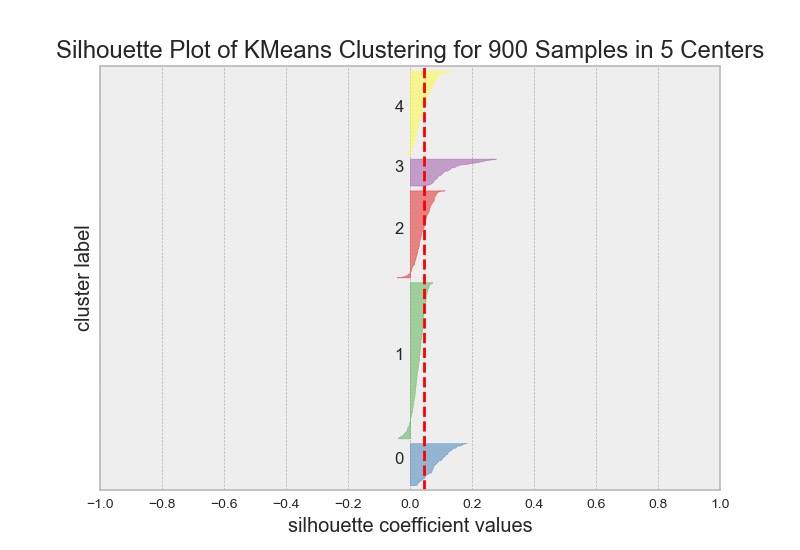 Silhouette Plot of KMeans Clustering for 900 Samples in 5 Centers
4
3
2
1
0
cluster label
−1.0 −0.8 −0.6 −0.4 −0.2 0.0 0.2 0.4 0.6 0.8 1.0
silhouette coefficient values